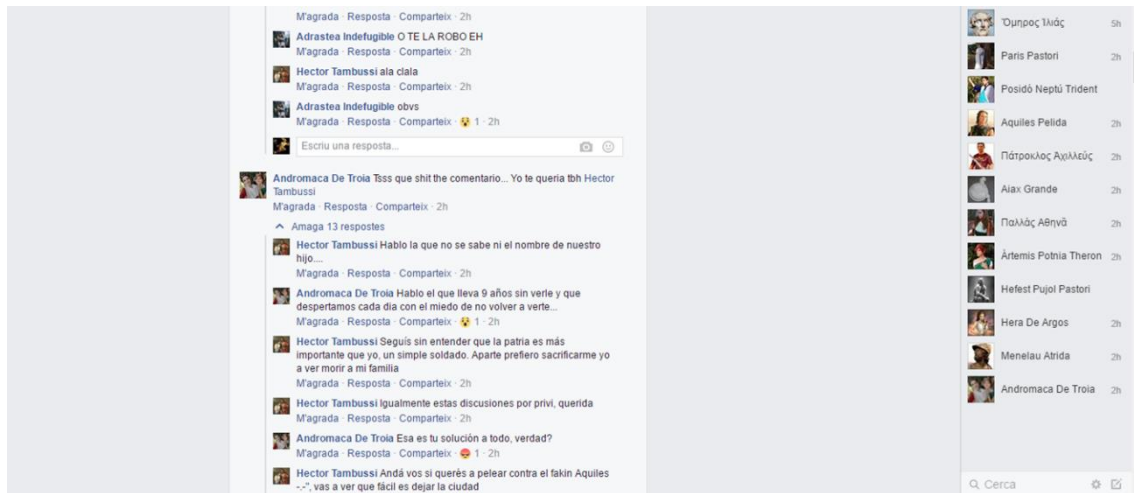 M'agrada · Resposta · Comparteix · 2h
Adrastea Indefugible O TE LA ROBO EH
M'agrada · Resposta · Comparteix · 2h
Hector Tambussi ala clala
M'agrada · Resposta · Comparteix · 2h
Adrastea Indefugible obvs
M'agrada · Resposta · Comparteix · 1 · 2h
Escriu una resposta...
Andromaca De Troia Tsss que shit the comentario... Yo te queria tbh Hector
Tambussi
M'agrada · Resposta · Comparteix · 2h
Amaga 13 respostes
Hector Tambussi Hablo la que no se sabe ni el nombre de nuestro
hijo....
M'agrada · Resposta · Comparteix · 2h
Andromaca De Troia Hablo el que lleva 9 años sin verle y que
despertamos cada dia con el miedo de no volver a verte...
M'agrada · Resposta · Comparteix · 1 · 2h
Hector Tambussi Seguís sin entender que la patria es más
importante que yo, un simple soldado. Aparte prefiero sacrificarme yo
a ver morir a mi familia
M'agrada · Resposta · Comparteix · 2h
Hector Tambussi Igualmente estas discusiones por privi, querida
M'agrada · Resposta · Comparteix · 2h
Andromaca De Troia Esa es tu solución a todo, verdad?
M'agrada · Resposta · Comparteix · 1 · 2h
Hector Tambussi Andá vos si querés a pelear contra el fakin Aquiles
-.-", vas a ver que fácil es dejar la ciudad
Όμηρος Ίλιάς 5h
Paris Pastori 2h
Posidó Neptú Trident
Aquiles Pelida 2h
Πάτροκλος Αχιλλεύς 2h
Aiax Grande 2h
Παλλάς Αθηνᾶ 2h
Àrtemis Potnia Theron 2h
Hefest Pujol Pastori
Hera De Argos 2h
Menelau Atrida 2h
Andromaca De Troia 2h
Cerca